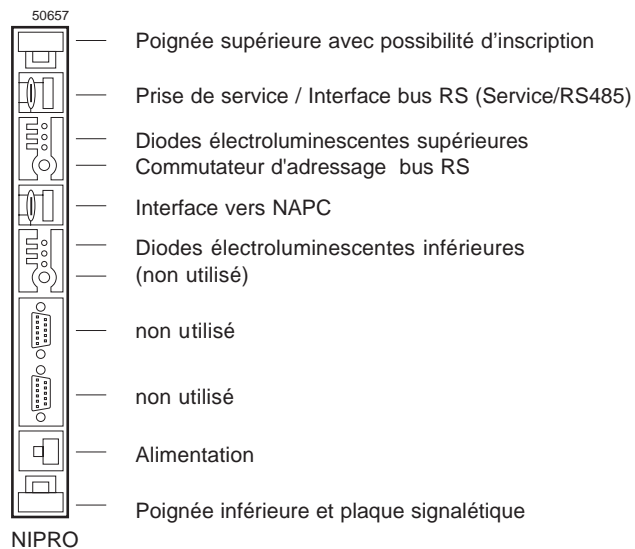 50657
Poignée supérieure avec possibilité d'inscription
Prise de service / Interface bus RS (Service/RS485)
Diodes électroluminescentes supérieures
Commutateur d'adressage bus RS
Interface vers NAPC
Diodes électroluminescentes inférieures
(non utilisé)
non utilisé
non utilisé
Alimentation
Poignée inférieure et plaque signalétique
NIPRO